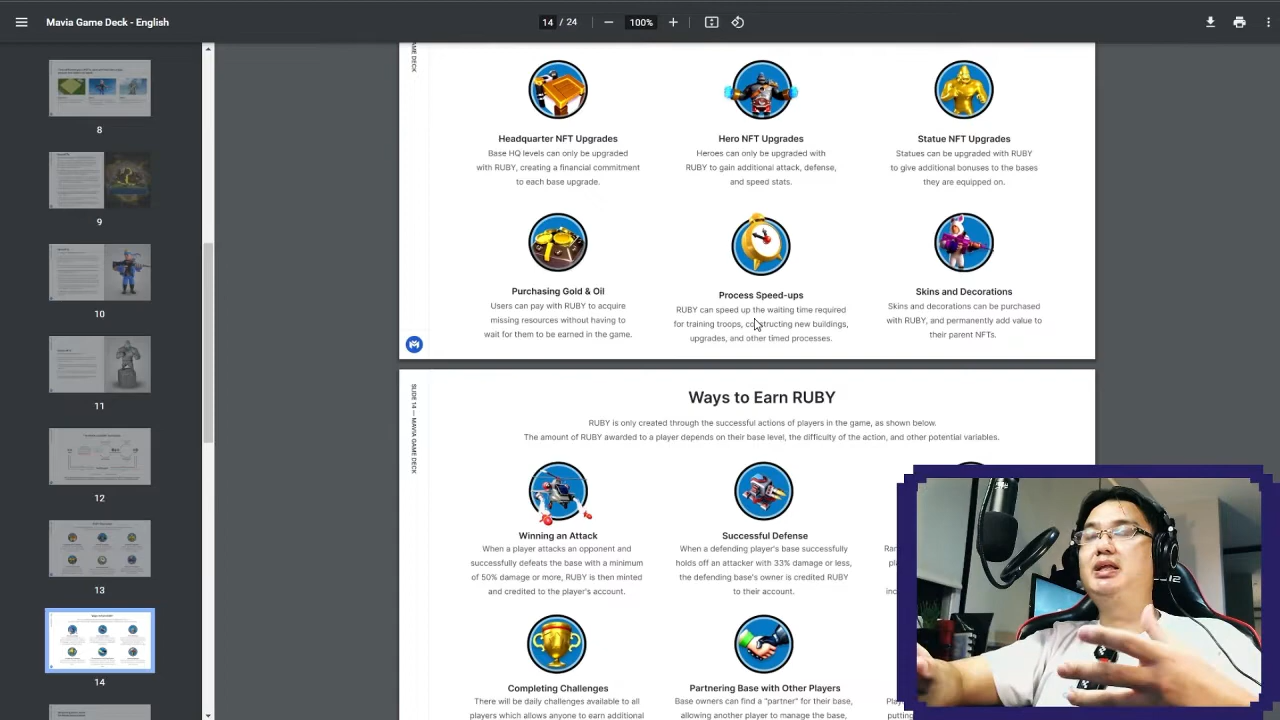 Mavia Game Deck - English
14 / 24
100%
GAME DECK
8
9
10
11
12
13
14
Headquarter NFT Upgrades
Base HQ levels can only be upgraded
with RUBY, creating a financial commitment
to each base upgrade.
Hero NFT Upgrades
Heroes can only be upgraded with
RUBY to gain additional attack, defense,
and speed stats.
Statue NFT Upgrades
Statues can be upgraded with RUBY
to give additional bonuses to the bases
they are equipped on.
Purchasing Gold & Oil
Users can pay with RUBY to acquire
missing resources without having to
wait for them to be earned in the game.
Process Speed-ups
RUBY can speed up the waiting time required
for training troops, constructing new buildings,
upgrades, and other timed processes.
Skins and Decorations
Skins and decorations can be purchased
with RUBY, and permanently add value to
their parent NFTs.
SLIDE 14 — MAVIA GAME DECK
Ways to Earn RUBY
RUBY is only created through the successful actions of players in the game, as shown below.
The amount of RUBY awarded to a player depends on their base level, the difficulty of the action, and other potential variables.
Winning an Attack
When a player attacks an opponent and
successfully defeats the base with a minimum
of 50% damage or more, RUBY is then minted
and credited to the player's account.
Successful Defense
When a defending player's base successfully
holds off an attacker with 33% damage or less,
the defending base's owner is credited RUBY
to their account.
Completing Challenges
There will be daily challenges available to all
players which allows anyone to earn additional
Partnering Base with Other Players
Base owners can find a "partner" for their base,
allowing another player to manage the base,